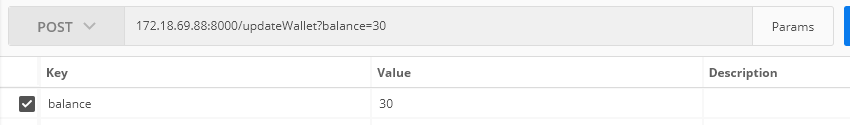 POST 172.18.69.88:8000/updateWallet?balance=30 Params
Key Value Description
balance 30